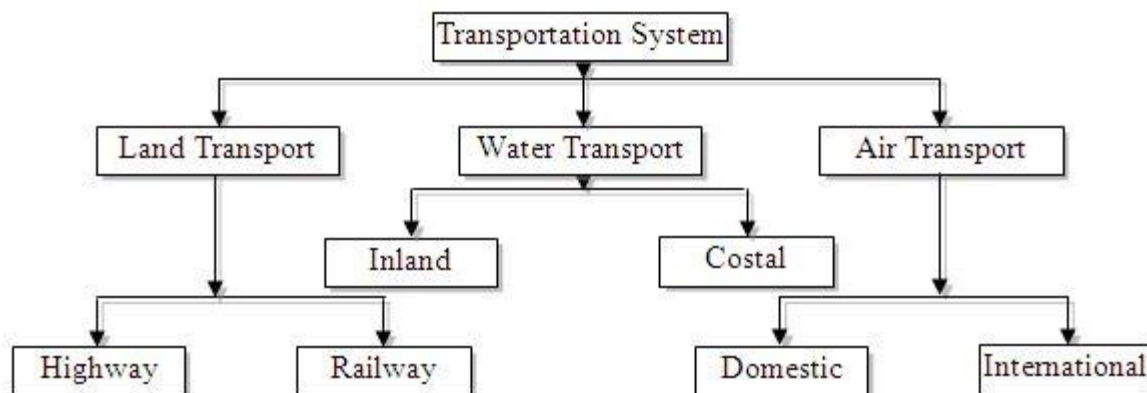 Transportation System
Land Transport
Water Transport
Air Transport
Inland
Costal
Highway
Railway
Domestic
International